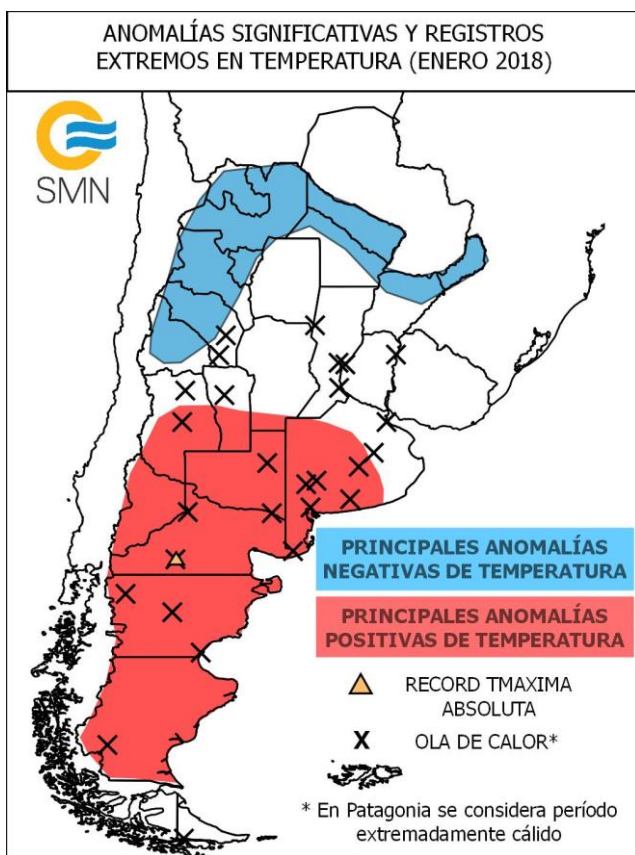 ANOMALÍAS SIGNIFICATIVAS Y REGISTROS
EXTREMOS EN TEMPERATURA (ENERO 2018)
SMN
PRINCIPALES ANOMALÍAS
NEGATIVAS DE TEMPERATURA
PRINCIPALES ANOMALÍAS
POSITIVAS DE TEMPERATURA
RECORD TMAXIMA
ABSOLUTA
OLA DE CALOR*
* En Patagonia se considera período
extremadamente cálido